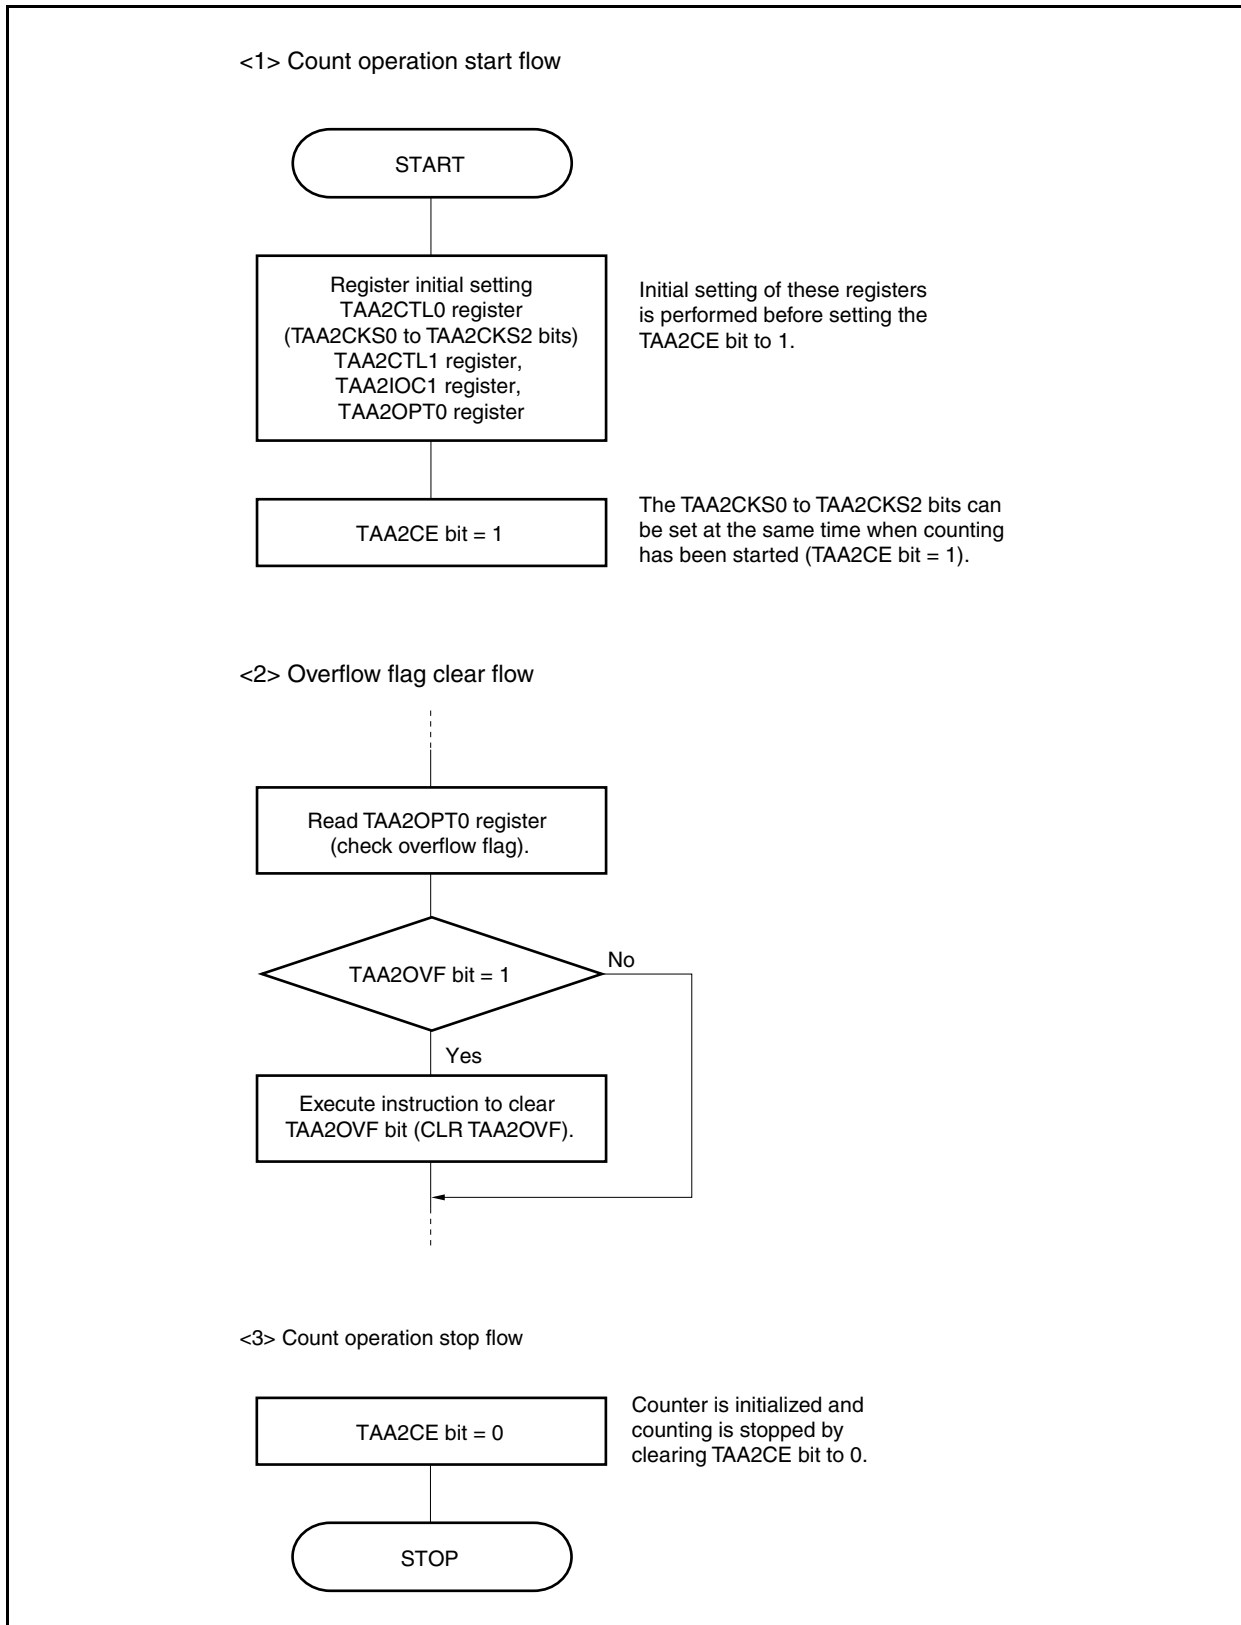 <1> Count operation start flow
START
Register initial setting
TAA2CTL0 register
(TAA2CKS0 to TAA2CKS2 bits)
TAA2CTL1 register,
TAA2IOC1 register,
TAA2OPT0 register
Initial setting of these registers
is performed before setting the
TAA2CE bit to 1.
TAA2CE bit = 1
The TAA2CKS0 to TAA2CKS2 bits can
be set at the same time when counting
has been started (TAA2CE bit = 1).
<2> Overflow flag clear flow
Read TAA2OPT0 register
(check overflow flag).
TAA2OVF bit = 1
No
Yes
Execute instruction to clear
TAA2OVF bit (CLR TAA2OVF).
<3> Count operation stop flow
TAA2CE bit = 0
Counter is initialized and
counting is stopped by
clearing TAA2CE bit to 0.
STOP